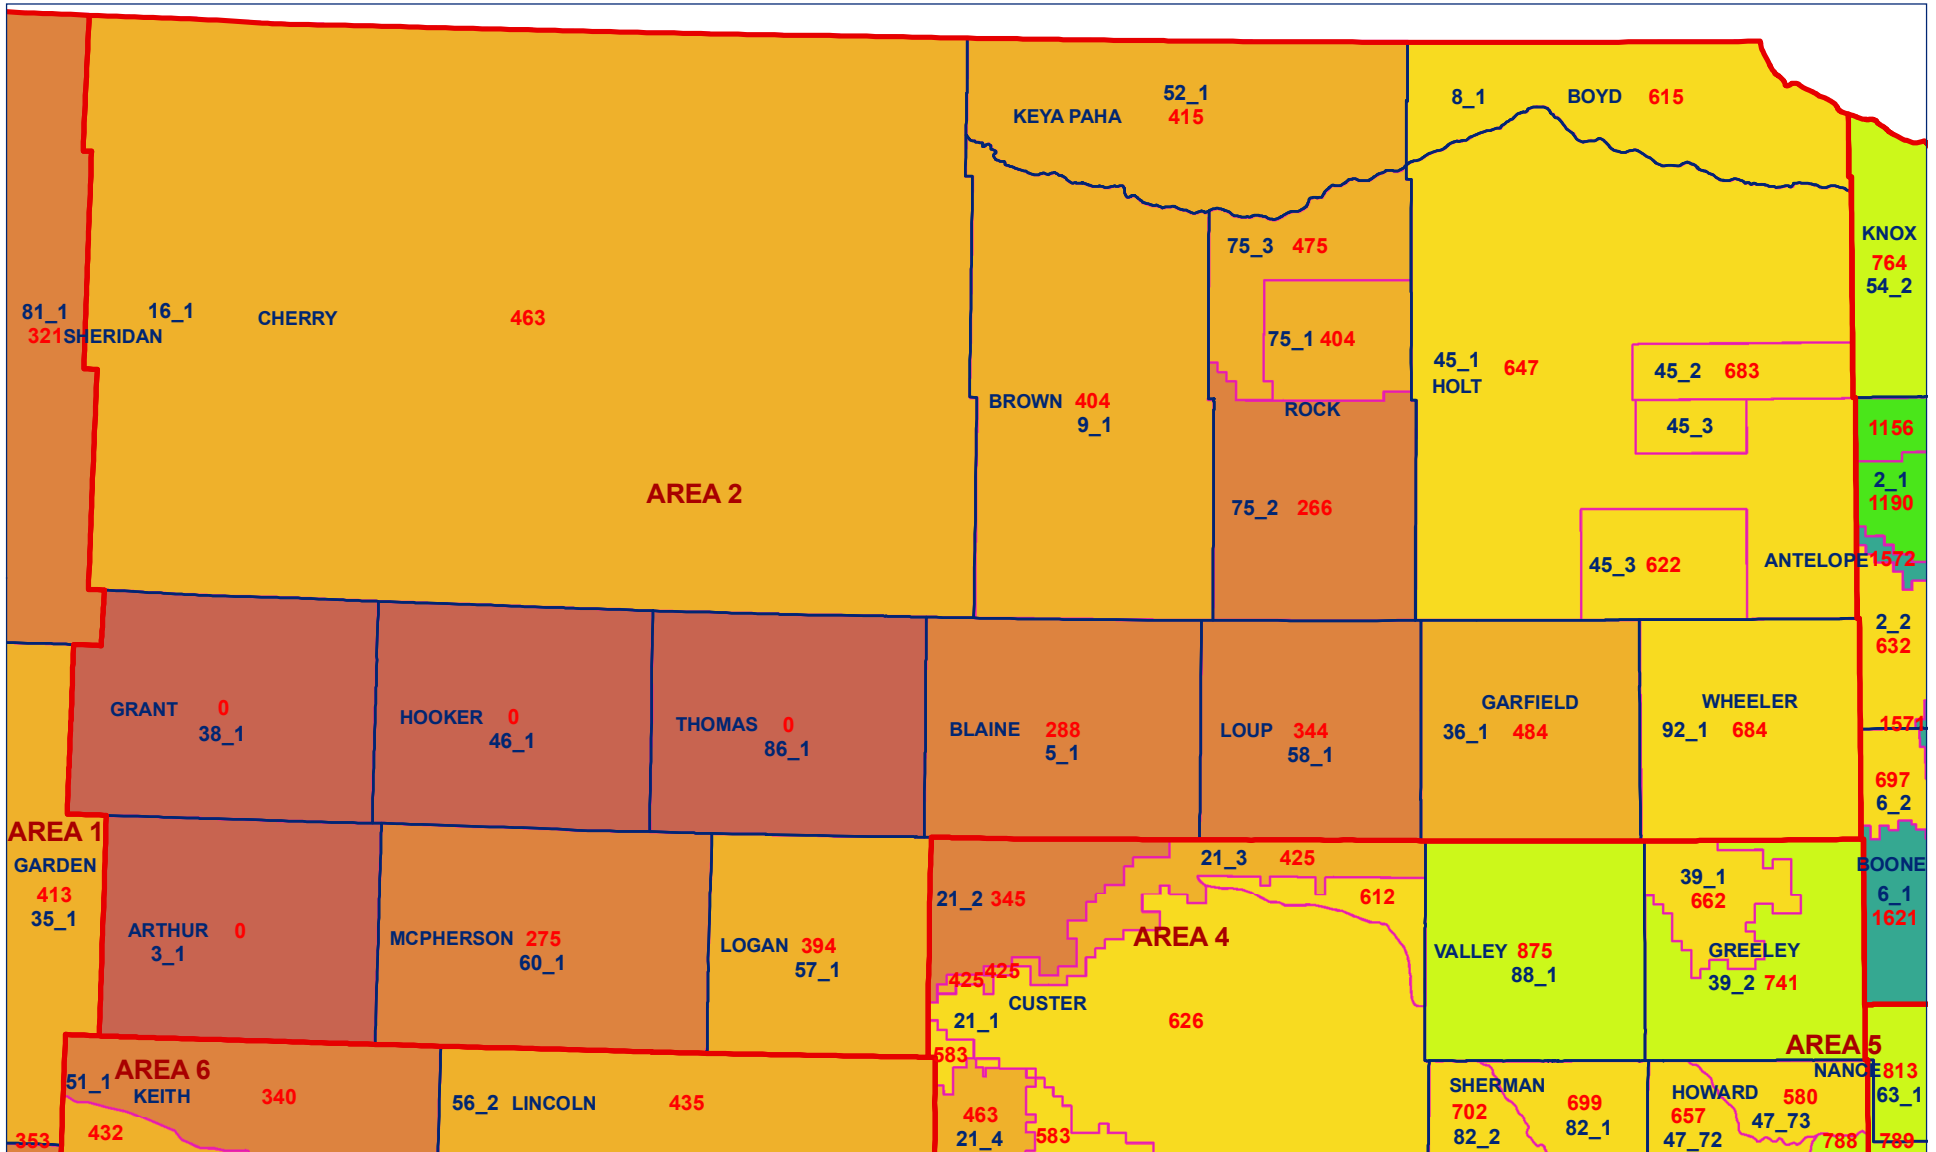 52_1
KEYA PAHA 415
8_1 BOYD 615
KNOX
764
54_2
75_3 475
81_1
321 SHERIDAN
16_1 CHERRY 463
75_1 404
45_1 647
HOLT
45_2 683
BROWN 404
9_1
ROCK
45_3
1156
2_1
1190
AREA 2
75_2 266
45_3 622
ANTELOPE 1572
2_2
632
GRANT 0
38_1
HOOKER 0
46_1
THOMAS 0
86_1
BLAINE 288
5_1
LOUP 344
58_1
GARFIELD
36_1 484
WHEELER
92_1 684
1571
697
6_2
AREA 1
GARDEN
413
35_1
ARTHUR 0
3_1
MCPHERSON 275
60_1
LOGAN 394
57_1
21_3 425
21_2 345
612
AREA 4
425 425
CUSTER
21_1
626
583
VALLEY 875
88_1
39_1
662
GREELEY
39_2 741
BOONE
6_1
1621
AREA 5
NANCE 813
63_1
AREA 6
51_1
KEITH 340
432
353
56_2 LINCOLN 435
463
21_4
583
SHERMAN
702
82_2
699
82_1
HOWARD 580
657 47_73
47_72
788 789